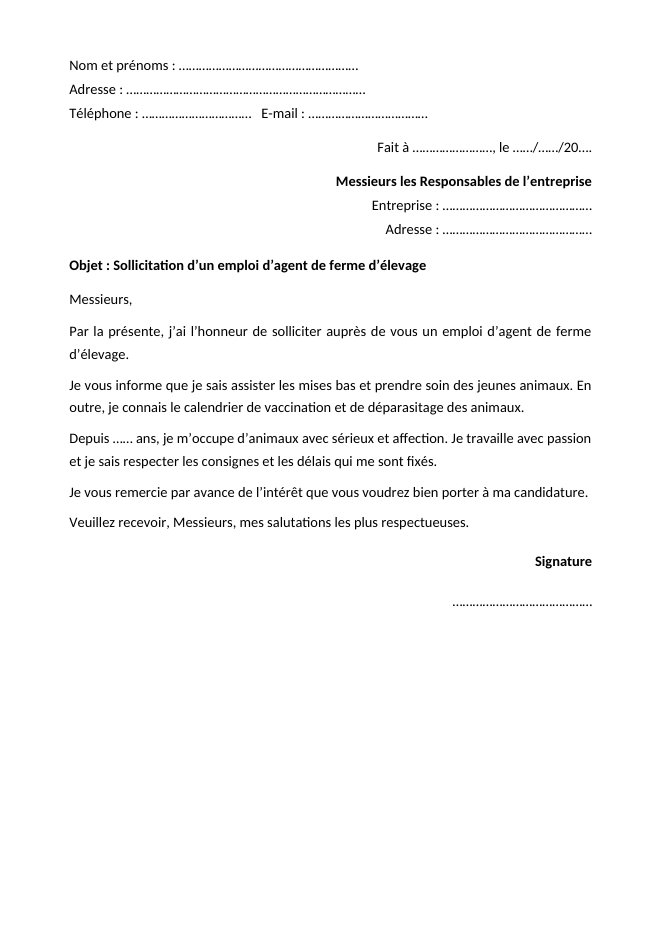 Nom et prénoms : ………………………………………………
Adresse : ………………………………………………………………
Téléphone : …………………………… E-mail : ………………………………
Fait à ……………………, le ……/……/20….
Messieurs les Responsables de l’entreprise
Entreprise : ………………………………………
Adresse : ………………………………………
Objet : Sollicitation d’un emploi d’agent de ferme d’élevage
Messieurs,
Par la présente, j’ai l’honneur de solliciter auprès de vous un emploi d’agent de ferme
d’élevage.
Je vous informe que je sais assister les mises bas et prendre soin des jeunes animaux. En
outre, je connais le calendrier de vaccination et de déparasitage des animaux.
Depuis …… ans, je m’occupe d’animaux avec sérieux et affection. Je travaille avec passion
et je sais respecter les consignes et les délais qui me sont fixés.
Je vous remercie par avance de l’intérêt que vous voudrez bien porter à ma candidature.
Veuillez recevoir, Messieurs, mes salutations les plus respectueuses.
Signature
……………………………………